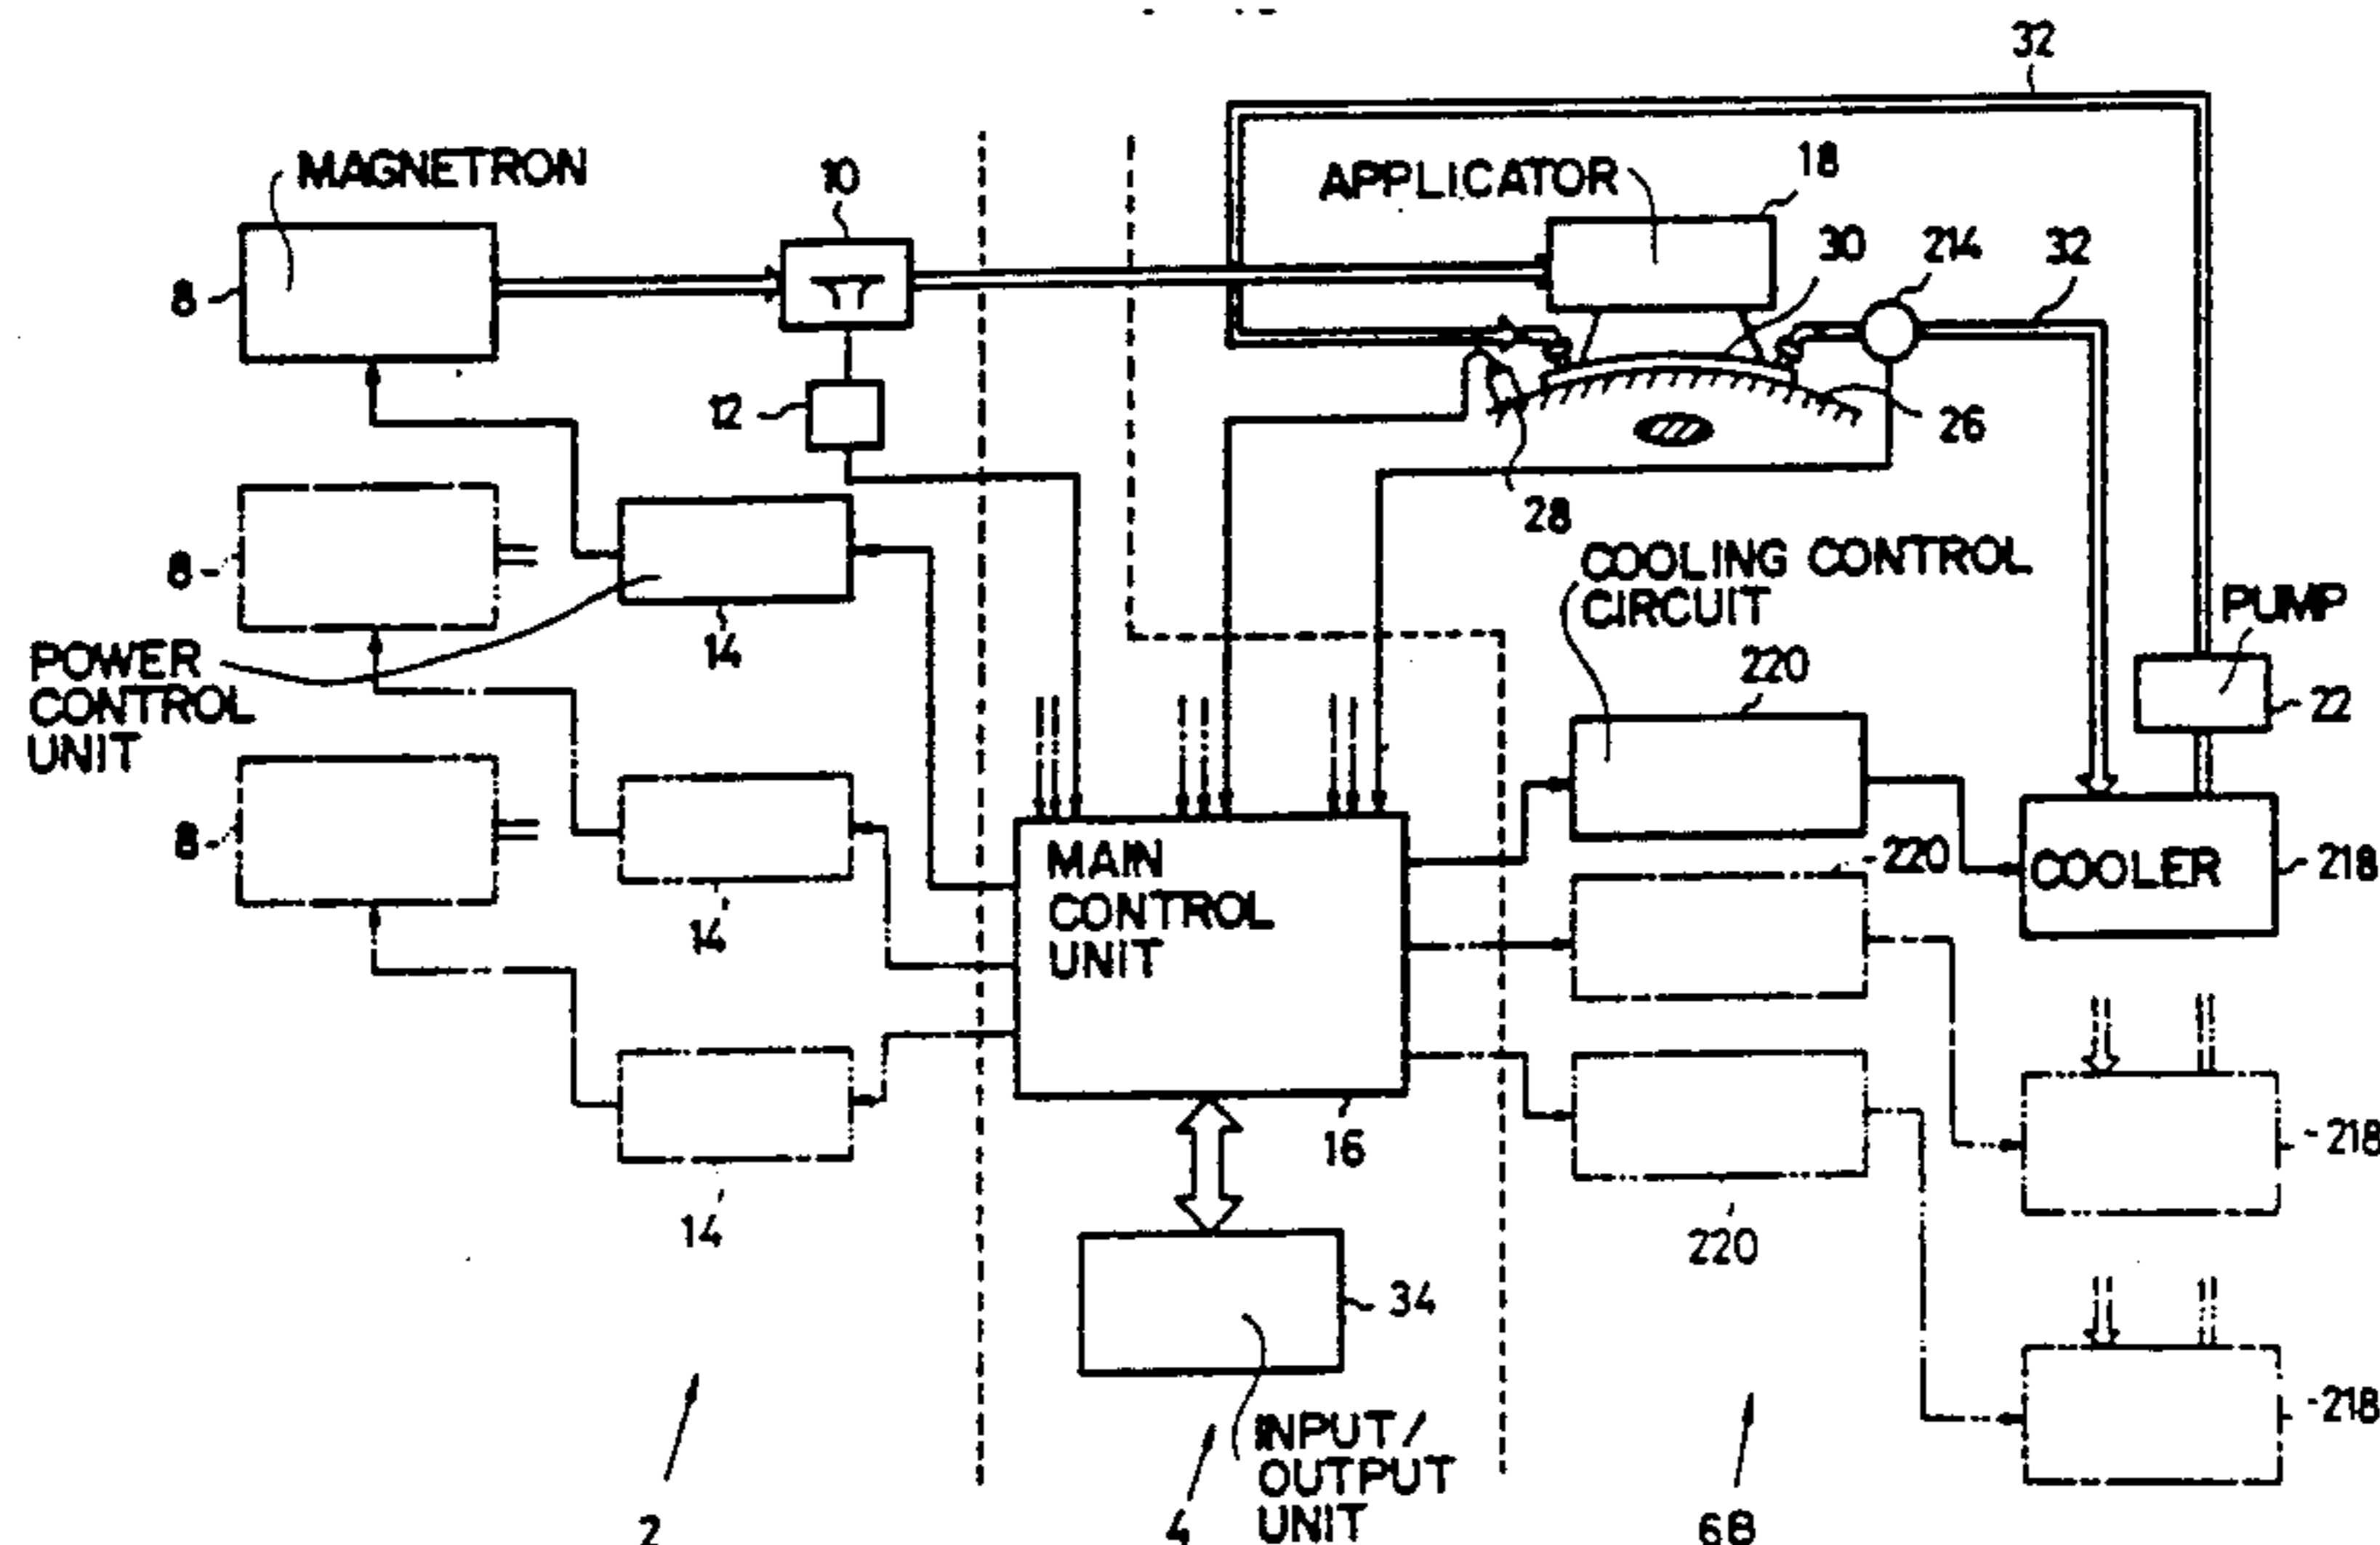 32
MAGNETRON
10
APPLICATOR
18
30
214
32
8
12
26
28
8
COOLING CONTROL
CIRCUIT
PUMP
14
POWER
CONTROL
UNIT
220
22
8
MAIN
CONTROL
UNIT
220
COOLER
218
14
16
218
14
220
34
218
INPUT/
OUTPUT
UNIT
2
4
6B